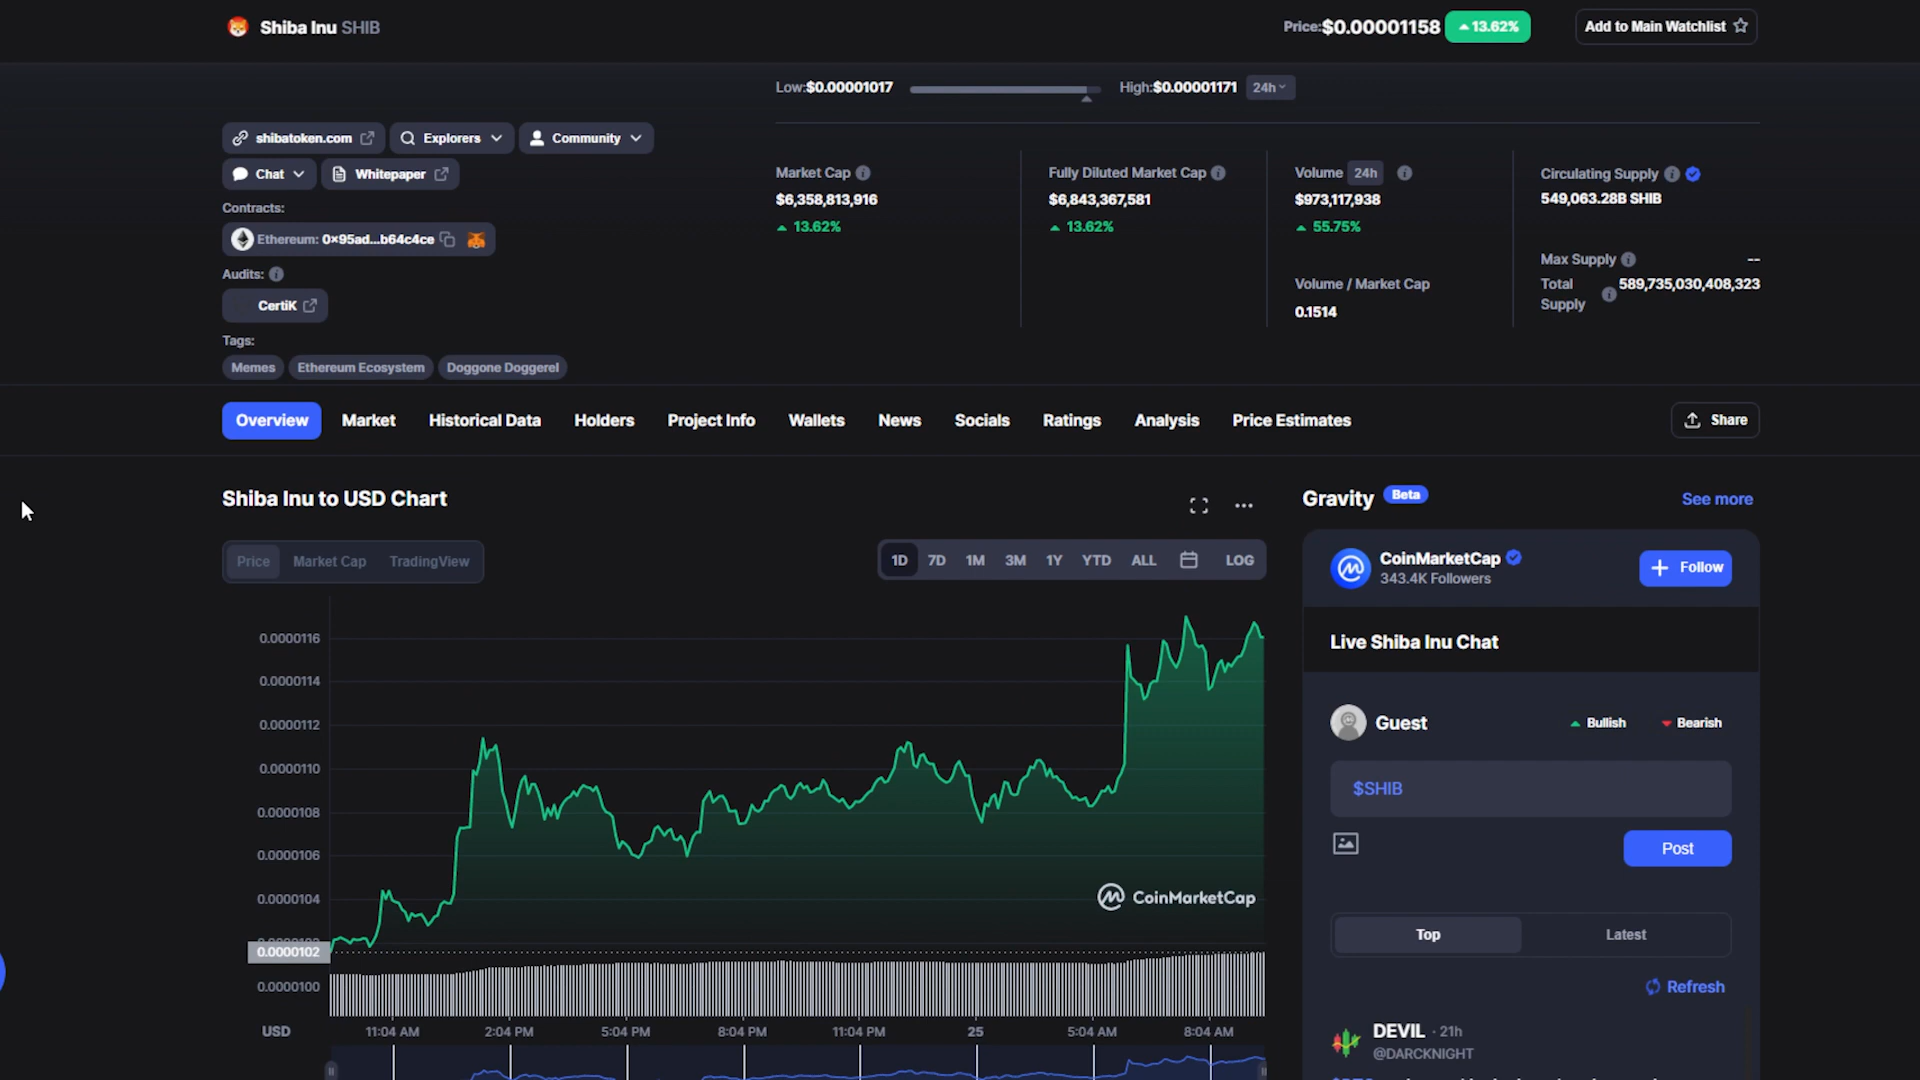 Shiba Inu SHIB
Price:$0.00001158 13.62%
Add to Main Watchlist
Low:$0.00001017
High:$0.00001171 24h
shibatoken.com Explorers Community
Chat Whitepaper
Contracts:
Ethereum: 0x95ad...b64c4ce
Audits:
CertiK
Tags:
Memes Ethereum Ecosystem Doggone Doggerel
Market Cap
$6,358,813,916
13.62%
Fully Diluted Market Cap
$6,843,367,581
13.62%
Volume 24h
$973,117,938
55.75%
Volume / Market Cap
0.1514
Circulating Supply
549,063.28B SHIB
Max Supply --
Total Supply 589,735,030,408,323
Overview Market Historical Data Holders Project Info Wallets News Socials Ratings Analysis Price Estimates Share
Shiba Inu to USD Chart
Price Market Cap TradingView
1D 7D 1M 3M 1Y YTD ALL LOG
0.0000116
0.0000114
0.0000112
0.0000110
0.0000108
0.0000106
0.0000104
0.0000102
0.0000100
CoinMarketCap
USD 11:04 AM 2:04 PM 5:04 PM 8:04 PM 11:04 PM 25 5:04 AM 8:04 AM
Gravity Beta See more
CoinMarketCap
343.4K Followers
Follow
Live Shiba Inu Chat
Guest Bullish Bearish
$SHIB
Post
Top Latest
Refresh
DEVIL · 21h
@DARCKNIGHT